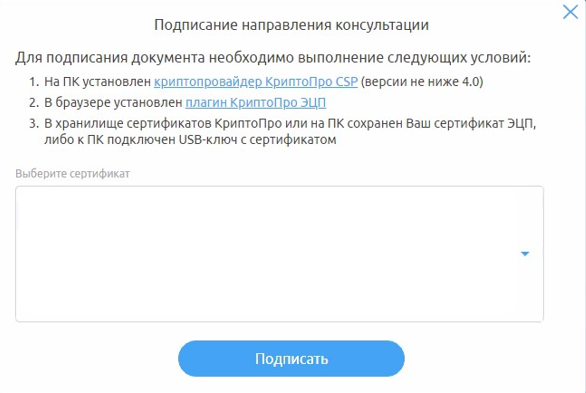 Подписание направления консультации
Для подписания документа необходимо выполнение следующих условий:
1. На ПК установлен криптопровайдер КриптоПро CSP (версии не ниже 4.0)
2. В браузере установлен плагин КриптоПро ЭЦП
3. В хранилище сертификатов КриптоПро или на ПК сохранен Ваш сертификат ЭЦП,
либо к ПК подключен USB-ключ с сертификатом
Выберите сертификат
Подписать